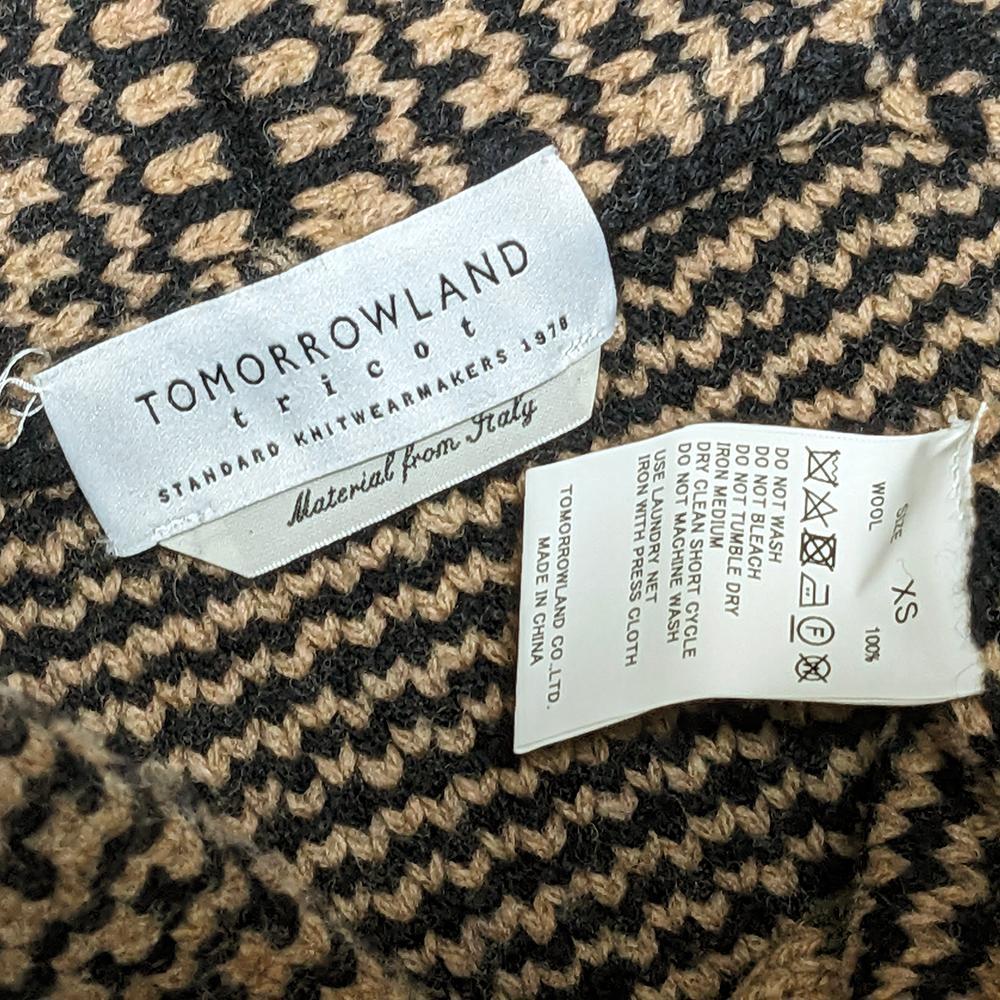 TOMORROWLAND
tricot
STANDARD KNITWEARMAKERS 1978
Material from Italy
SIZE XS
WOOL 100%
F
DO NOT WASH
DO NOT BLEACH
DO NOT TUMBLE DRY
IRON MEDIUM
DRY CLEAN SHORT CYCLE
DO NOT MACHINE WASH
USE LAUNDRY NET
IRON WITH PRESS CLOTH
TOMORROWLAND CO.,LTD.
MADE IN CHINA